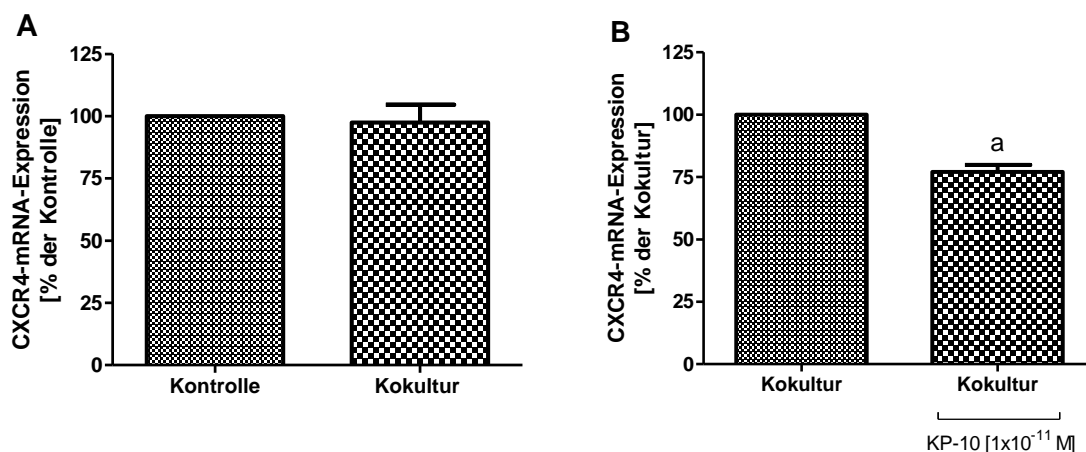 A
CXCR4-mRNA-Expression
[% der Kontrolle]
125
100
75
50
25
0
Kontrolle Kokultur
B
CXCR4-mRNA-Expression
[% der Kokultur]
125
100
75
50
25
0
a
Kokultur Kokultur
KP-10 [1x10⁻¹¹ M]